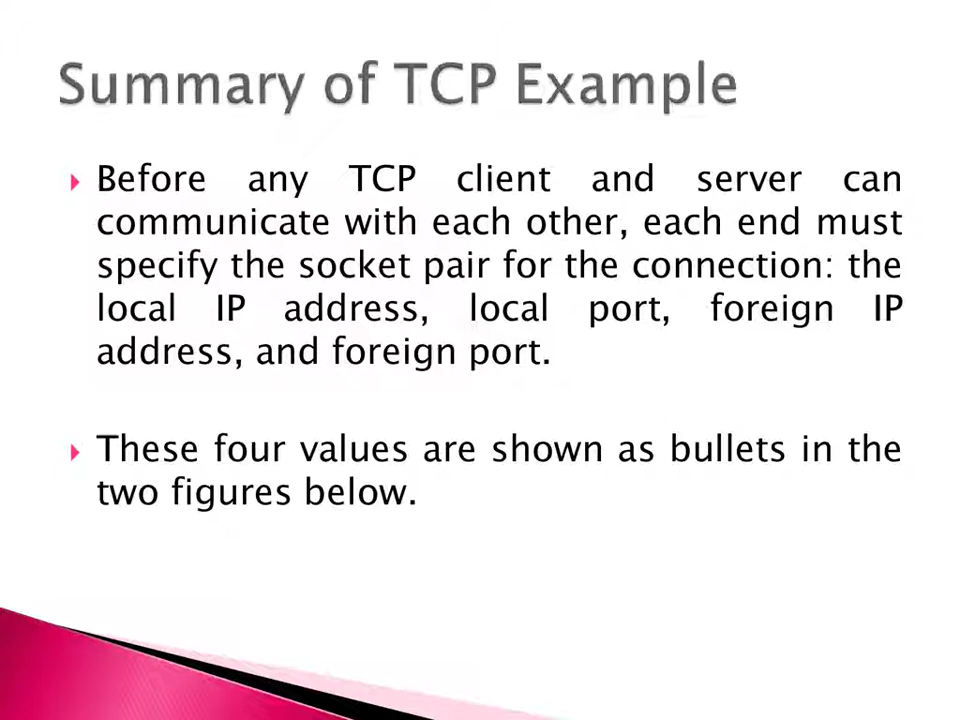 Summary of TCP Example
Before any TCP client and server can
communicate with each other, each end must
specify the socket pair for the connection: the
local IP address, local port, foreign IP
address, and foreign port.
These four values are shown as bullets in the
two figures below.